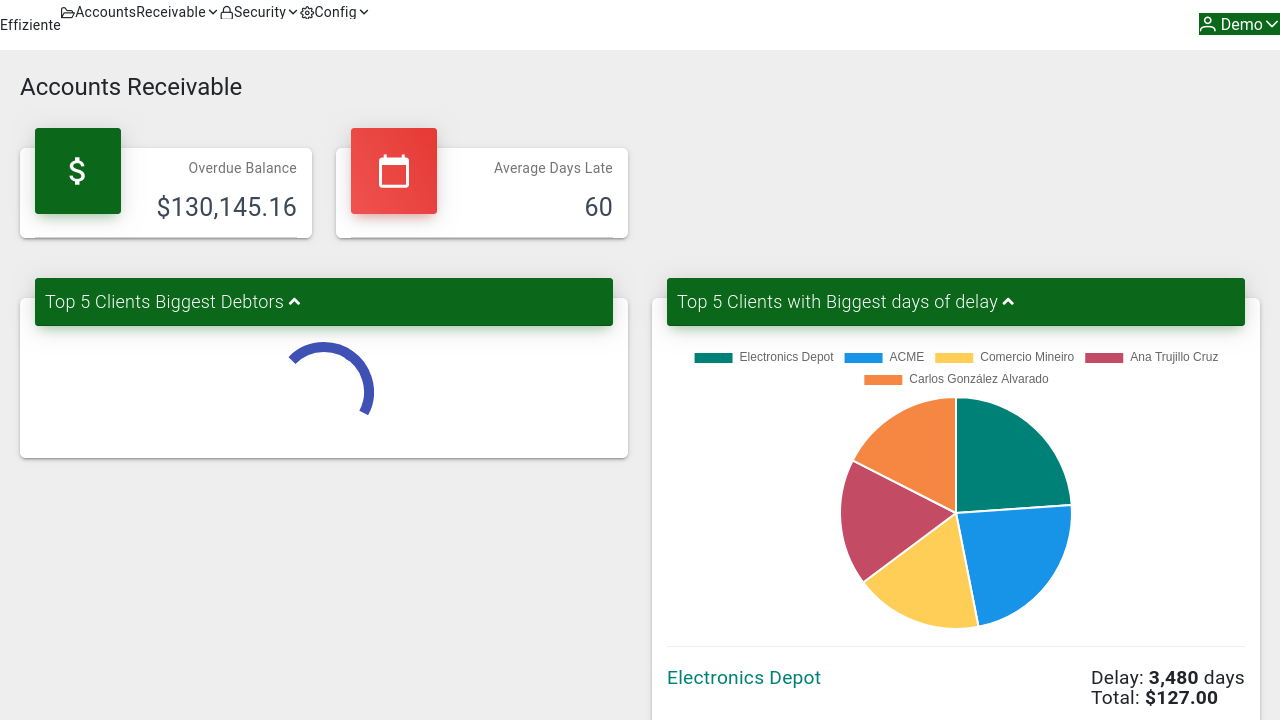 Effiziente
AccountsReceivable
Security
Config
Demo
Accounts Receivable
Overdue Balance
$130,145.16
Average Days Late
60
Top 5 Clients Biggest Debtors
Top 5 Clients with Biggest days of delay
Electronics Depot
ACME
Comercio Mineiro
Ana Trujillo Cruz
Carlos González Alvarado
Electronics Depot
Delay: 3,480 days
Total: $127.00